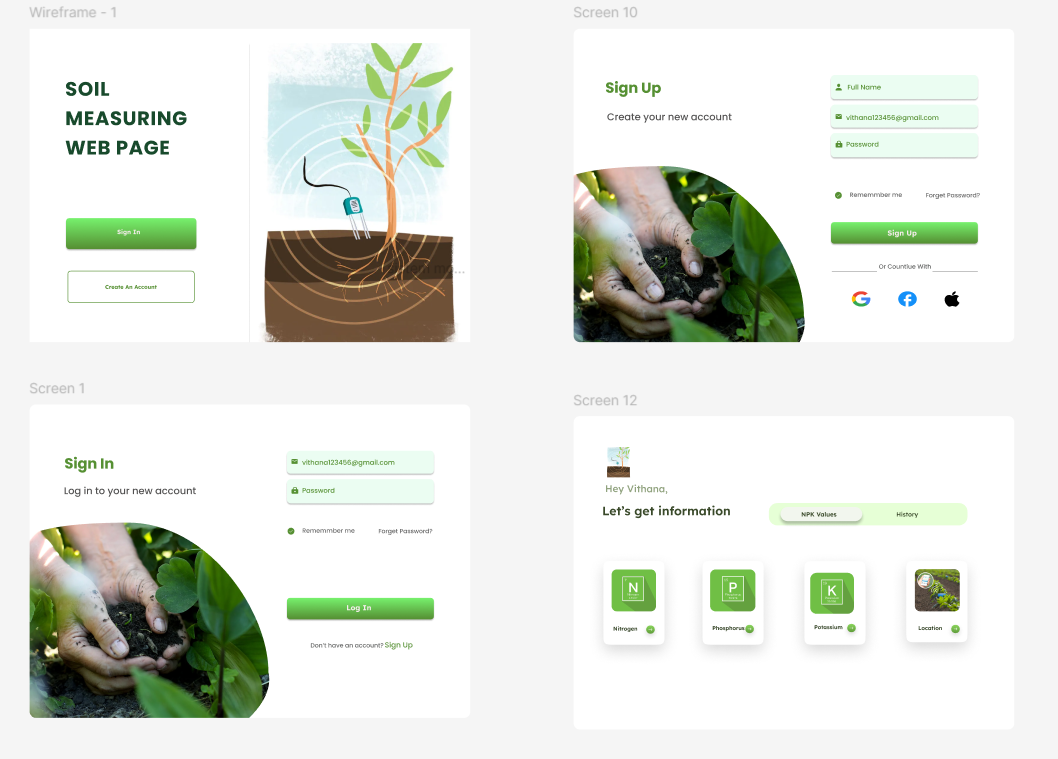 Wireframe - 1
SOIL
MEASURING
WEB PAGE
Sign In
Create An Account
Screen 10
Sign Up
Create your new account
Full Name
vithana123456@gmail.com
Password
Rememmber me
Forget Password?
Sign Up
Or Countiue With
Screen 1
Sign In
Log in to your new account
vithana123456@gmail.com
Password
Rememmber me
Forget Password?
Log In
Don't have an account? Sign Up
Screen 12
Hey Vithana,
Let's get information
NPK Values
History
N
Nitrogen
P
Phosphorus
K
Potassium
Location